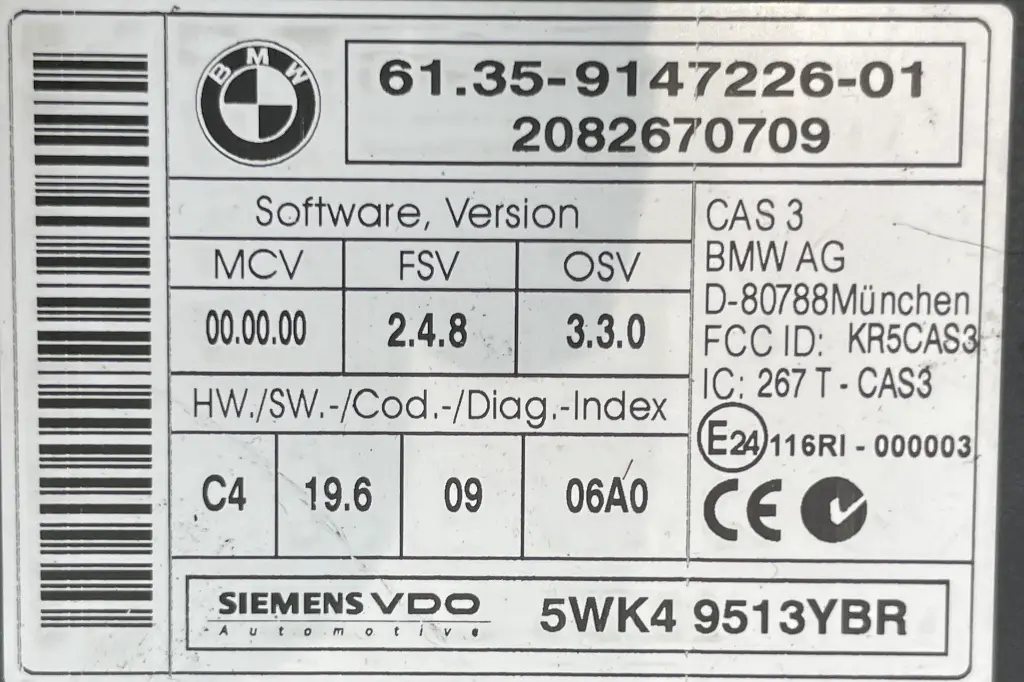 BMW
61.35-9147226-01
2082670709
Software, Version
MCV FSV OSV
00.00.00 2.4.8 3.3.0
HW./SW.-/Cod.-/Diag.-Index
C4 19.6 09 06A0
CAS 3
BMW AG
D-80788München
FCC ID: KR5CAS3
IC: 267 T - CAS3
E24 116RI - 000003
CE
SIEMENS VDO
Automotive
5WK4 9513YBR